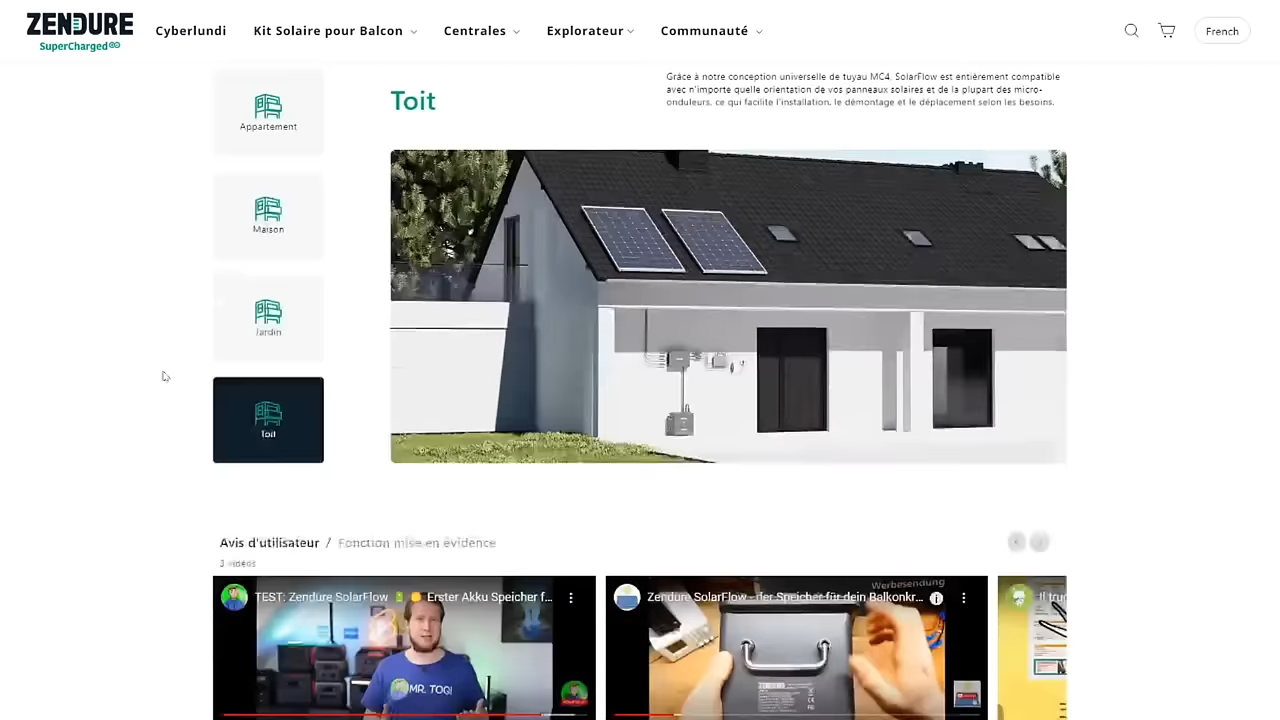 ZENDURE
SuperCharged
Cyberlundi
Kit Solaire pour Balcon
Centrales
Explorateur
Communauté
French
Appartement
Maison
Jardin
Toit
Toit
Grâce à notre conception universelle de tuyau MC4, SolarFlow est entièrement compatible
avec n'importe quelle orientation de vos panneaux solaires et de la plupart des micro-
onduleurs, ce qui facilite l'installation, le démontage et le déplacement selon les besoins.
Avis d'utilisateur / Fonction mise en évidence
TEST: Zendure SolarFlow Erster Akku Speicher f...
MR. TOGI
Werbesendung
Zendure SolarFlow - der Speicher für dein Balkonkr...
ZENDURE
Il